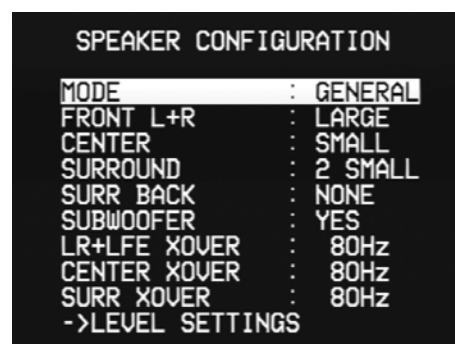 SPEAKER CONFIGURATION
MODE : GENERAL
FRONT L+R : LARGE
CENTER : SMALL
SURROUND : 2 SMALL
SURR BACK : NONE
SUBWOOFER : YES
LR+LFE XOVER : 80Hz
CENTER XOVER : 80Hz
SURR XOVER : 80Hz
->LEVEL SETTINGS